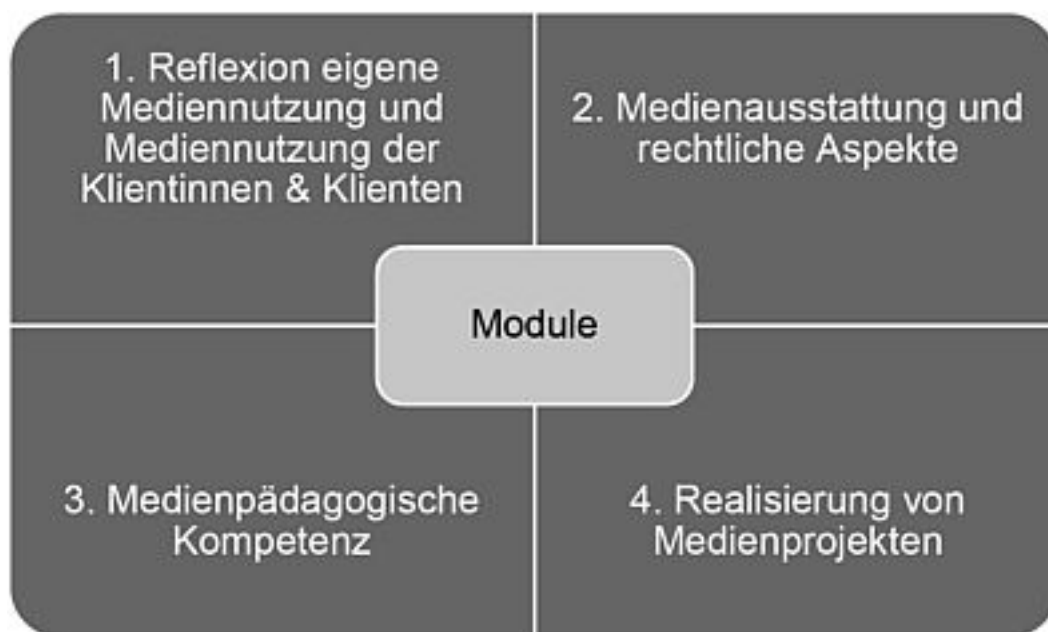 1. Reflexion eigene
Mediennutzung und
Mediennutzung der
Klientinnen & Klienten
2. Medienausstattung und
rechtliche Aspekte
Module
3. Medienpädagogische
Kompetenz
4. Realisierung von
Medienprojekten